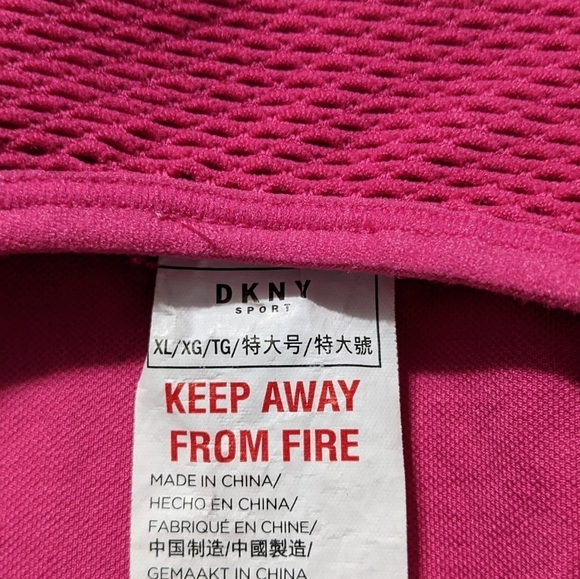 DKNY
SPORT
XL/XG/TG/特大号/特大號
KEEP AWAY
FROM FIRE
MADE IN CHINA/
HECHO EN CHINA/
FABRIQUÉ EN CHINE/
中国制造/中國製造/
GEMAAKT IN CHINA